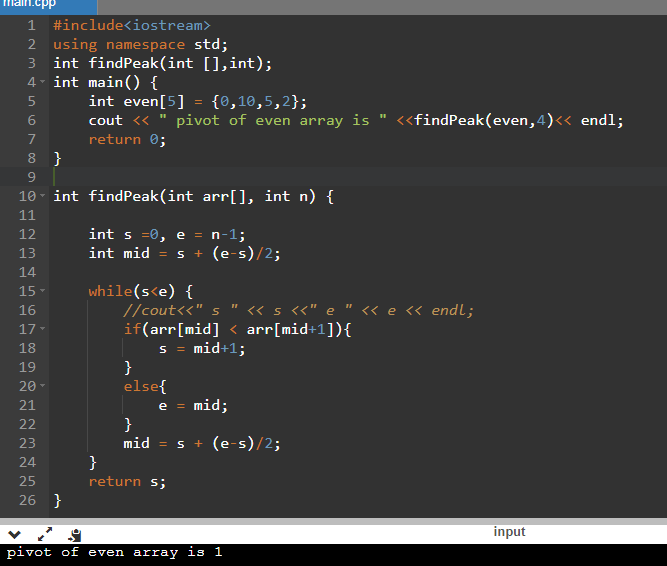 main.cpp
1 #include<iostream>
2 using namespace std;
3 int findPeak(int [],int);
4 int main() {
5 int even[5] = {0,10,5,2};
6 cout << " pivot of even array is " <<findPeak(even,4)<< endl;
7 return 0;
8 }
9
10 int findPeak(int arr[], int n) {
11
12 int s =0, e = n-1;
13 int mid = s + (e-s)/2;
14
15 while(s<e) {
16 //cout<<" s " << s <<" e " << e << endl;
17 if(arr[mid] < arr[mid+1]){
18 s = mid+1;
19 }
20 else{
21 e = mid;
22 }
23 mid = s + (e-s)/2;
24 }
25 return s;
26 }
input
pivot of even array is 1